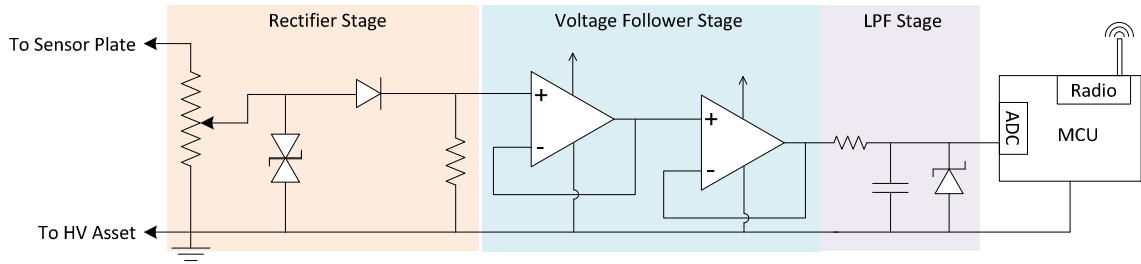 Rectifier Stage
Voltage Follower Stage
LPF Stage
To Sensor Plate
Radio
ADC
MCU
+
-
+
-
To HV Asset